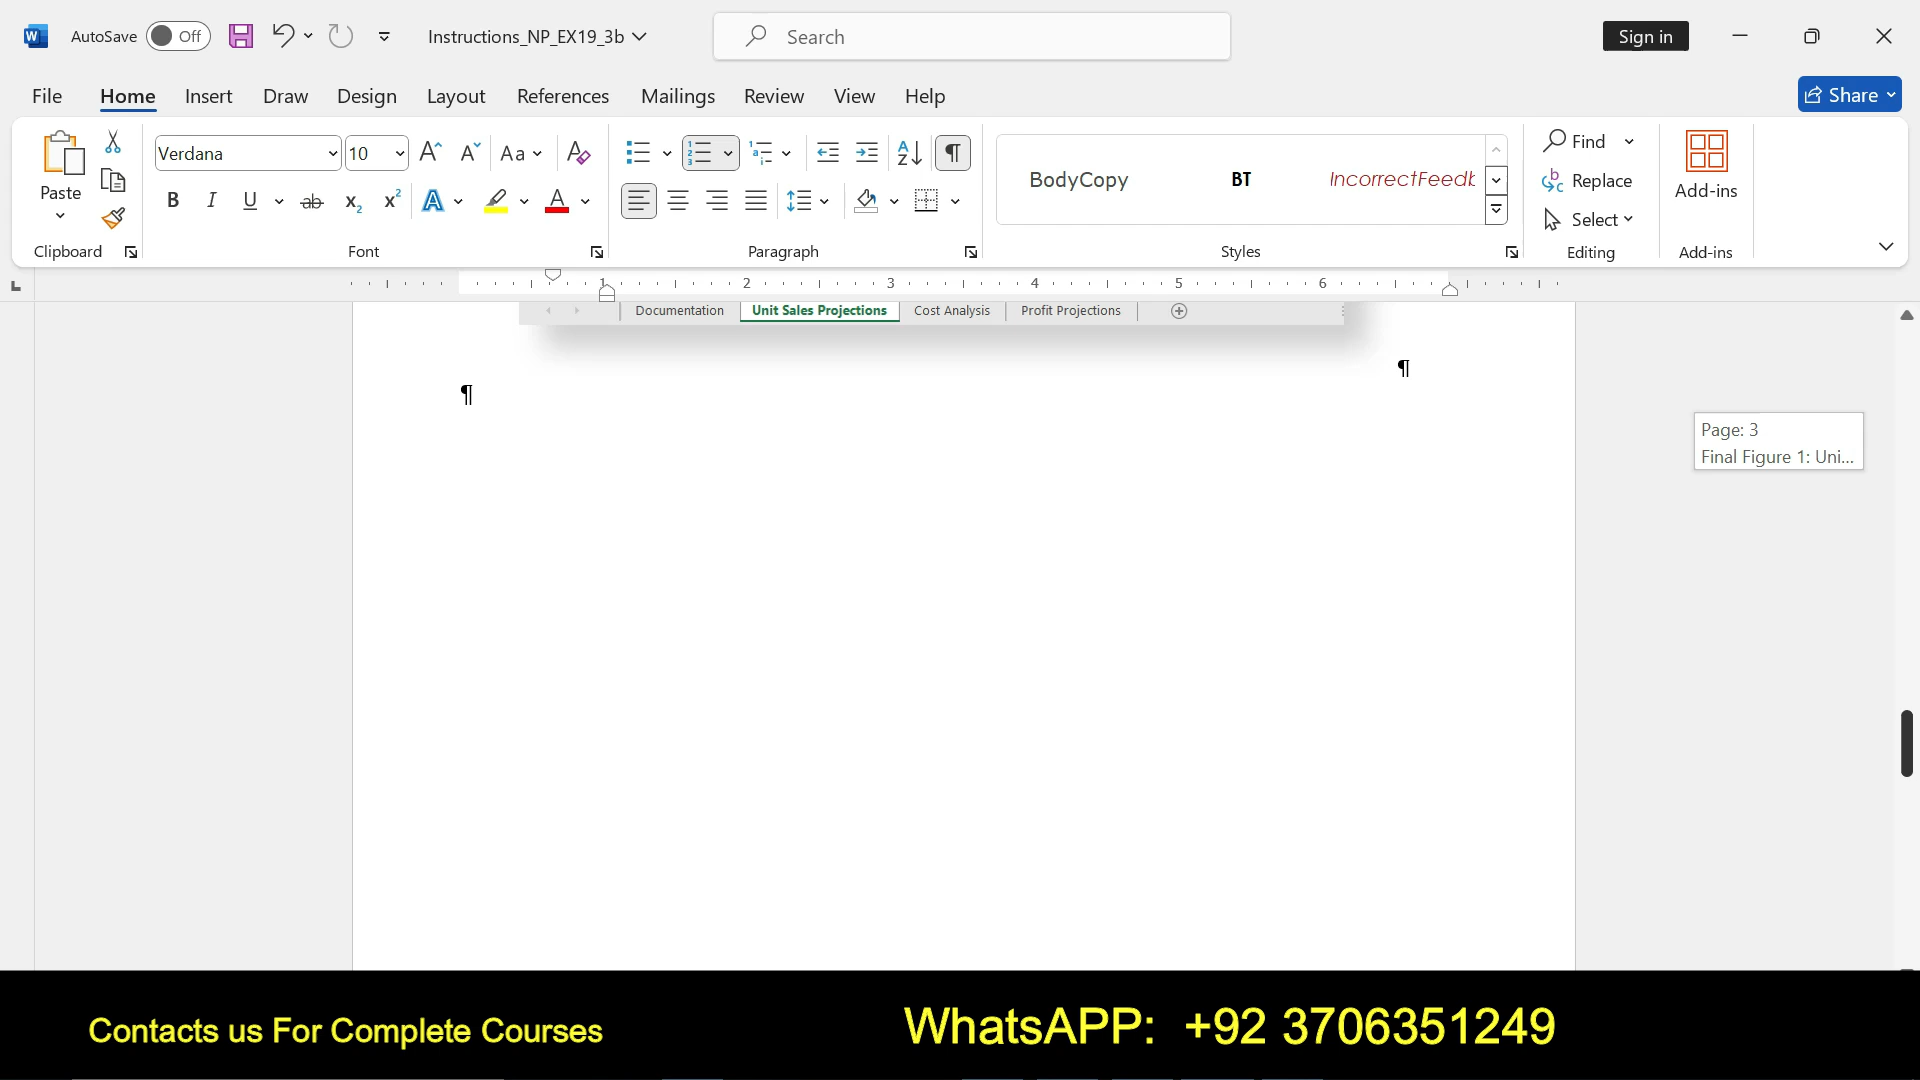 AutoSave Off Instructions_NP_EX19_3b Search Sign in
File Home Insert Draw Design Layout References Mailings Review View Help Share
Paste Verdana 10 Aa BodyCopy BT IncorrectFeedb Find Replace Select Add-ins
Clipboard Font Paragraph Styles Editing Add-ins
1 2 3 4 5 6
Documentation Unit Sales Projections Cost Analysis Profit Projections
¶
¶
Page: 3
Final Figure 1: Uni...
Contacts us For Complete Courses
WhatsAPP: +92 3706351249